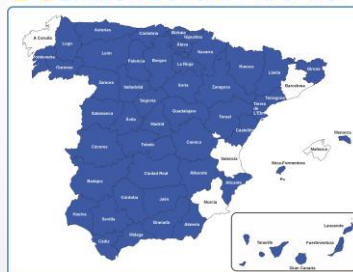 A Coruña
Lugo
Asturias
Cantabria
Bizkaia
Gipuzkoa
Álava
Navarra
Pontevedra
Ourense
León
Palencia
Burgos
La Rioja
Huesca
Lleida
Girona
Barcelona
Zamora
Valladolid
Soria
Zaragoza
Tarragona
Segovia
Salamanca
Ávila
Madrid
Guadalajara
Teruel
Castellón
Menorca
Mallorca
Cáceres
Toledo
Cuenca
Valencia
Badajoz
Ciudad Real
Albacete
Alicante
Murcia
Huelva
Sevilla
Córdoba
Jaén
Granada
Almería
Málaga
Cádiz
Lanzarote
Tenerife
Fuerteventura
Gran Canaria